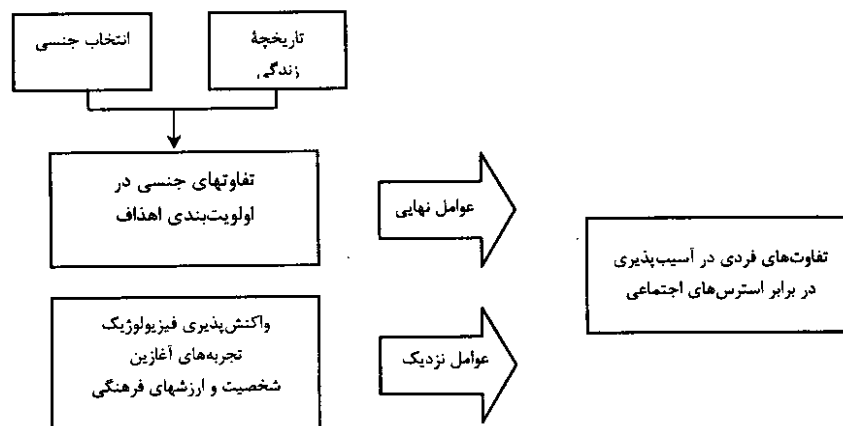 انتخاب جنسی
تاریخچهٔ
زندگی
تفاوتهای جنسی در
اولویت‌بندی اهداف
عوامل نهایی
تفاوت‌های فردی در آسیب‌پذیری
در برابر استرس‌های اجتماعی
واکنش‌پذیری فیزیولوژیک
تجربه‌های آغازین
شخصیت و ارزشهای فرهنگی
عوامل نزدیک